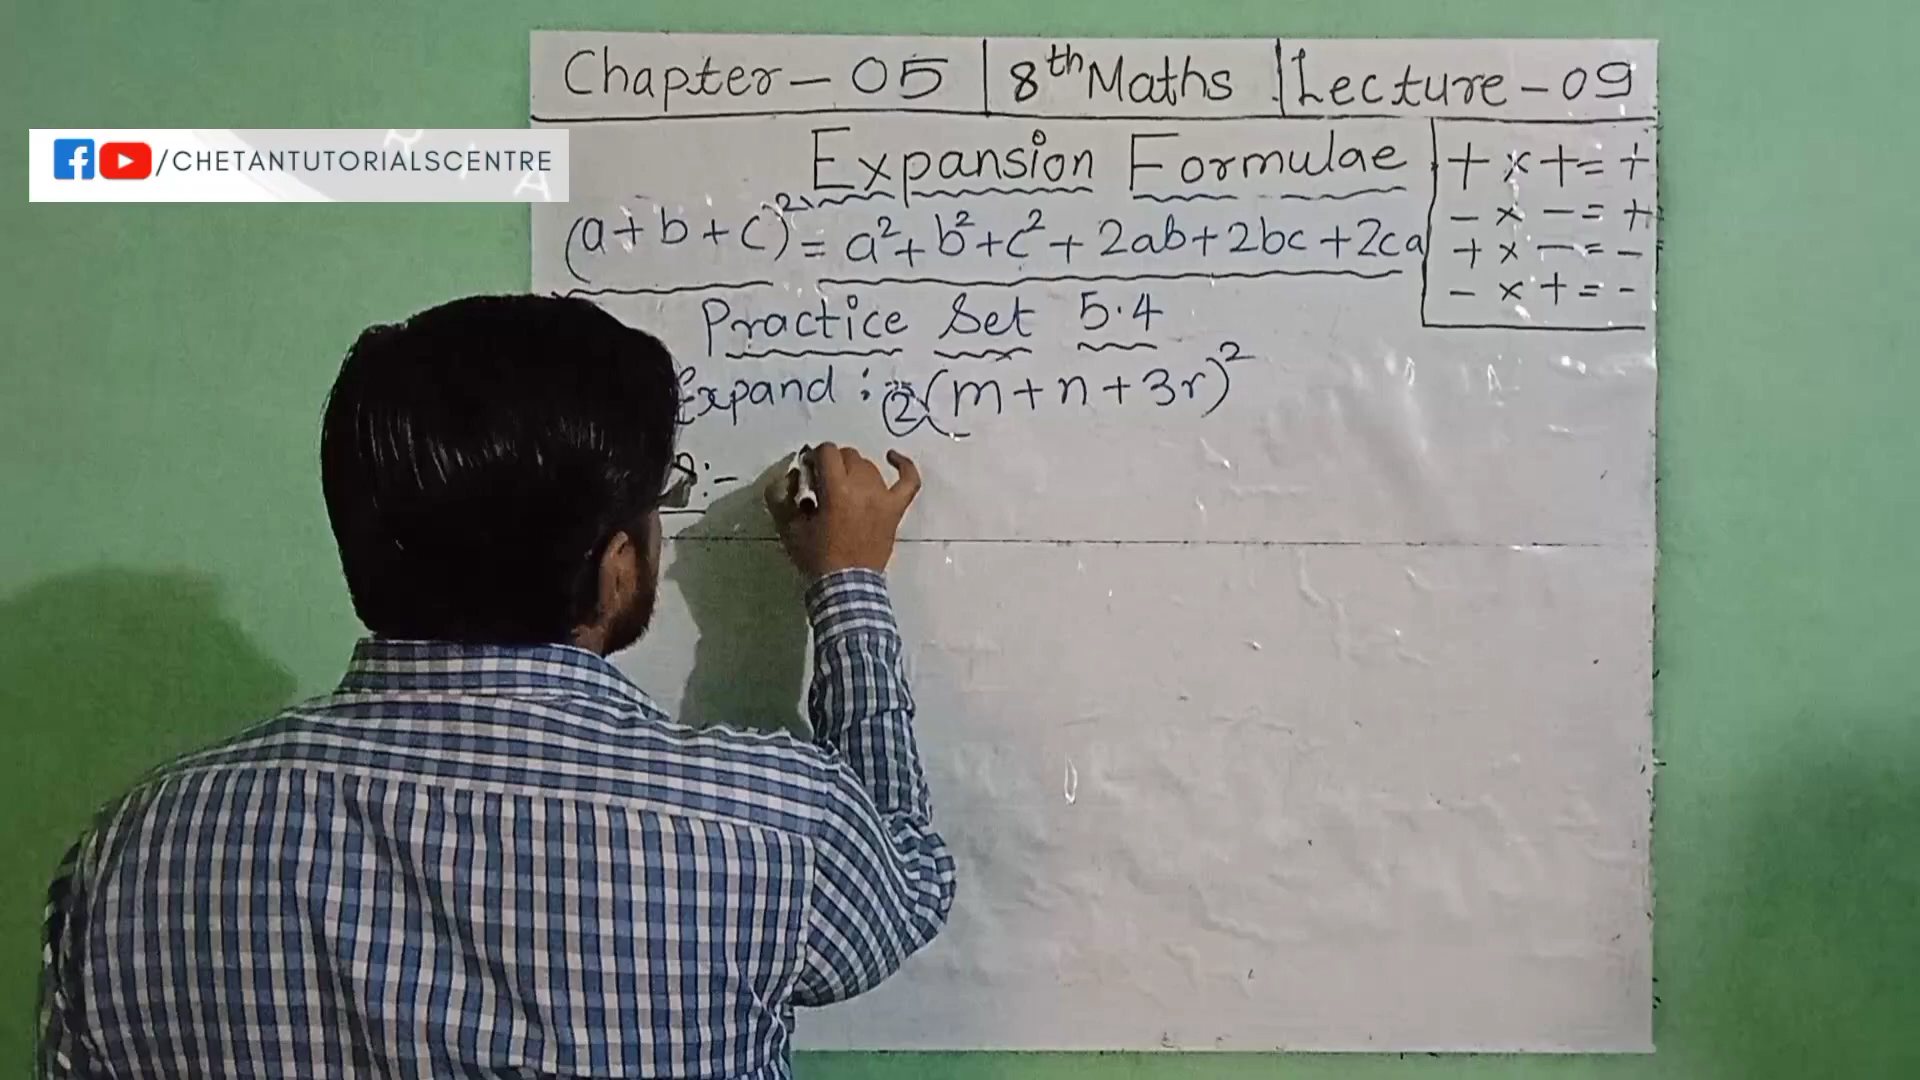 Chapter - 05 | 8th Maths | Lecture - 09
/CHETANTUTORIALSCENTRE
Expansion Formulae
(a+b+c)² = a²+b²+c²+2ab+2bc+2ca
+ × + = +
- × - = +
+ × - = -
- × + = -
Practice Set 5.4
Expand : (2) (m+n+3r)²
:-